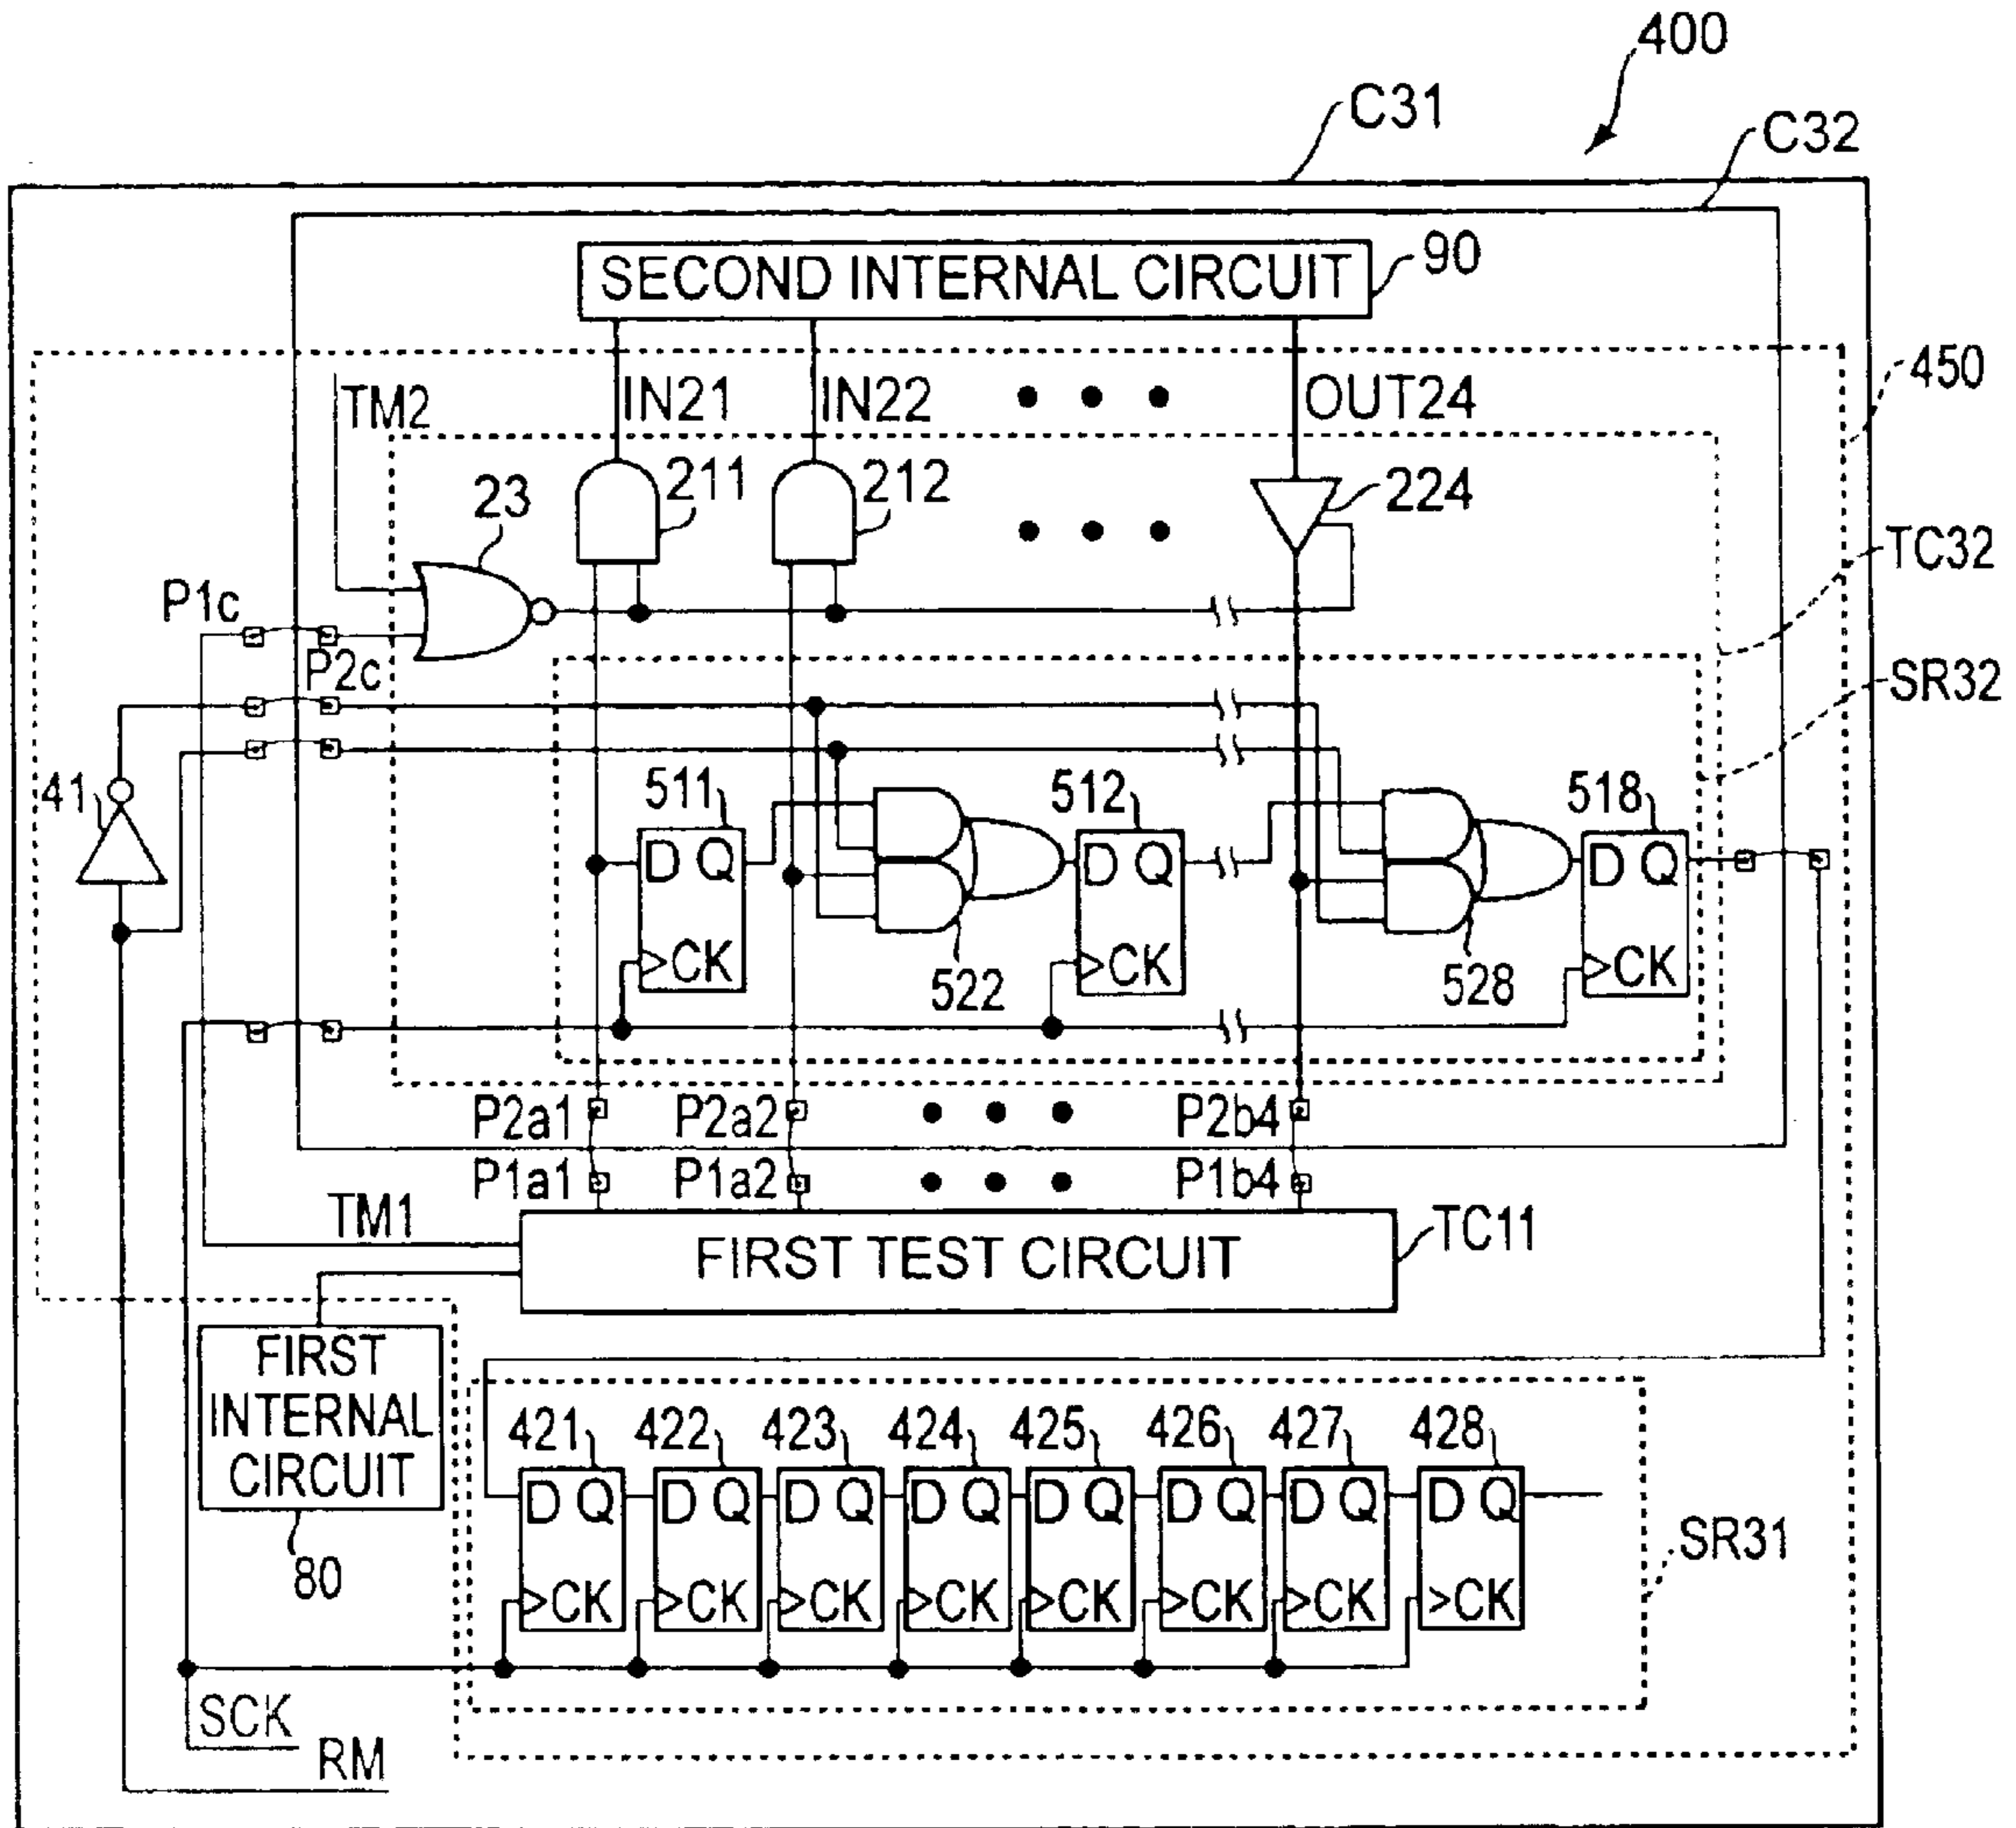 400
C31
C32
SECOND INTERNAL CIRCUIT
90
450
TM2
IN21
IN22
OUT24
23
211
212
224
TC32
P1c
P2c
SR32
41
511
512
518
D Q
CK
D Q
CK
D Q
CK
522
528
P2a1
P2a2
P2b4
P1a1
P1a2
P1b4
TM1
FIRST TEST CIRCUIT
TC11
FIRST
INTERNAL
CIRCUIT
80
421
422
423
424
425
426
427
428
D Q
D Q
D Q
D Q
D Q
D Q
D Q
D Q
CK
CK
CK
CK
CK
CK
CK
CK
SR31
SCK
RM